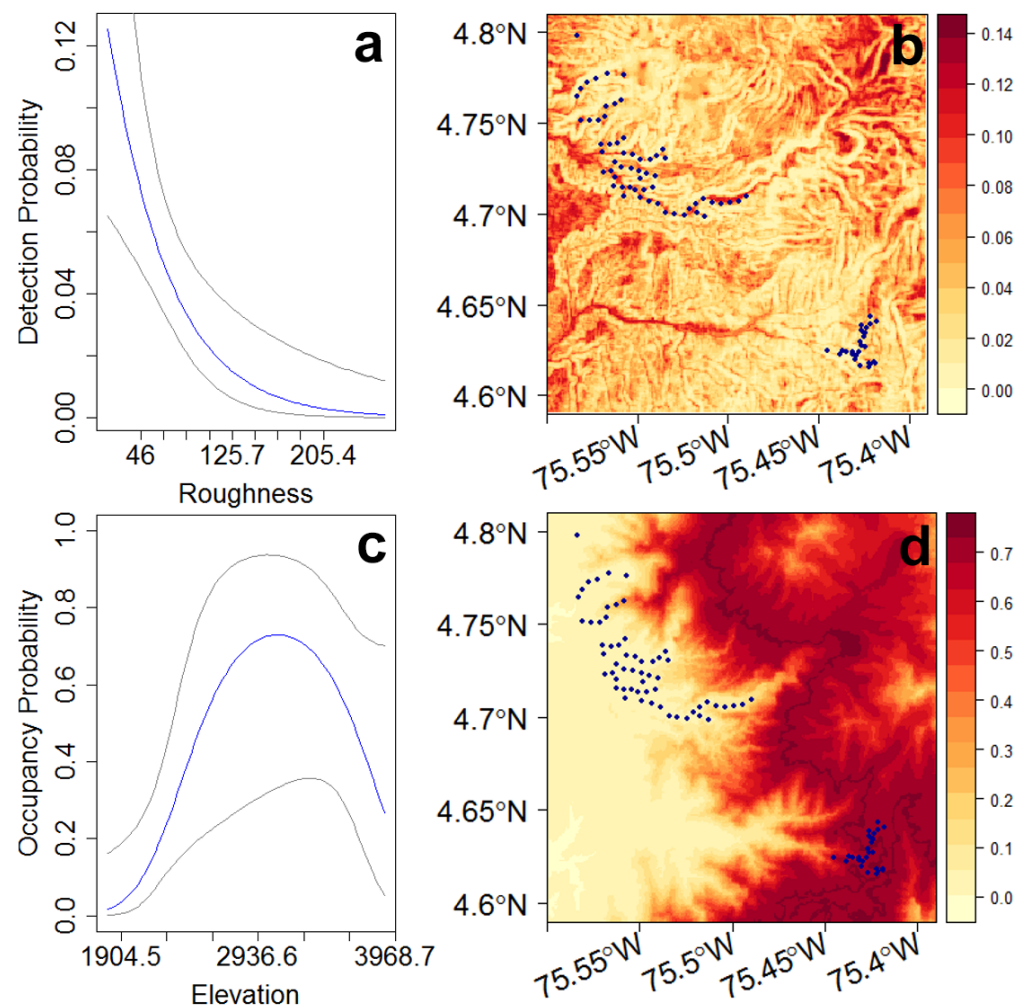 a
0.12
0.08
0.04
0.00
Detection Probability
46
125.7
205.4
Roughness
b
4.8°N
4.75°N
4.7°N
4.65°N
4.6°N
75.55°W
75.5°W
75.45°W
75.4°W
0.14
0.12
0.10
0.08
0.06
0.04
0.02
0.00
c
1.0
0.8
0.6
0.4
0.2
0.0
Occupancy Probability
1904.5
2936.6
3968.7
Elevation
d
4.8°N
4.75°N
4.7°N
4.65°N
4.6°N
75.55°W
75.5°W
75.45°W
75.4°W
0.7
0.6
0.5
0.4
0.3
0.2
0.1
0.0